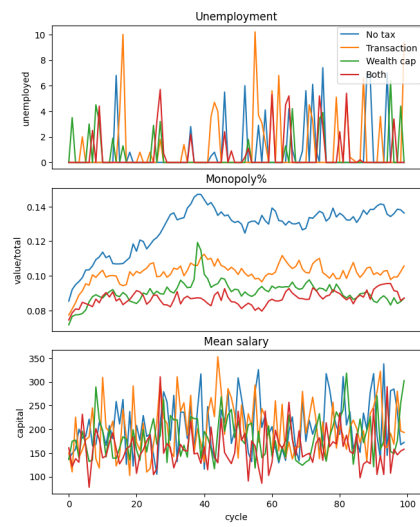 Unemployment
10
8
6
4
2
0
unemployed
No tax
Transaction
Wealth cap
Both
Monopoly%
0.14
0.12
0.10
0.08
value/total
Mean salary
350
300
250
200
150
100
capital
0
20
40
60
80
100
cycle